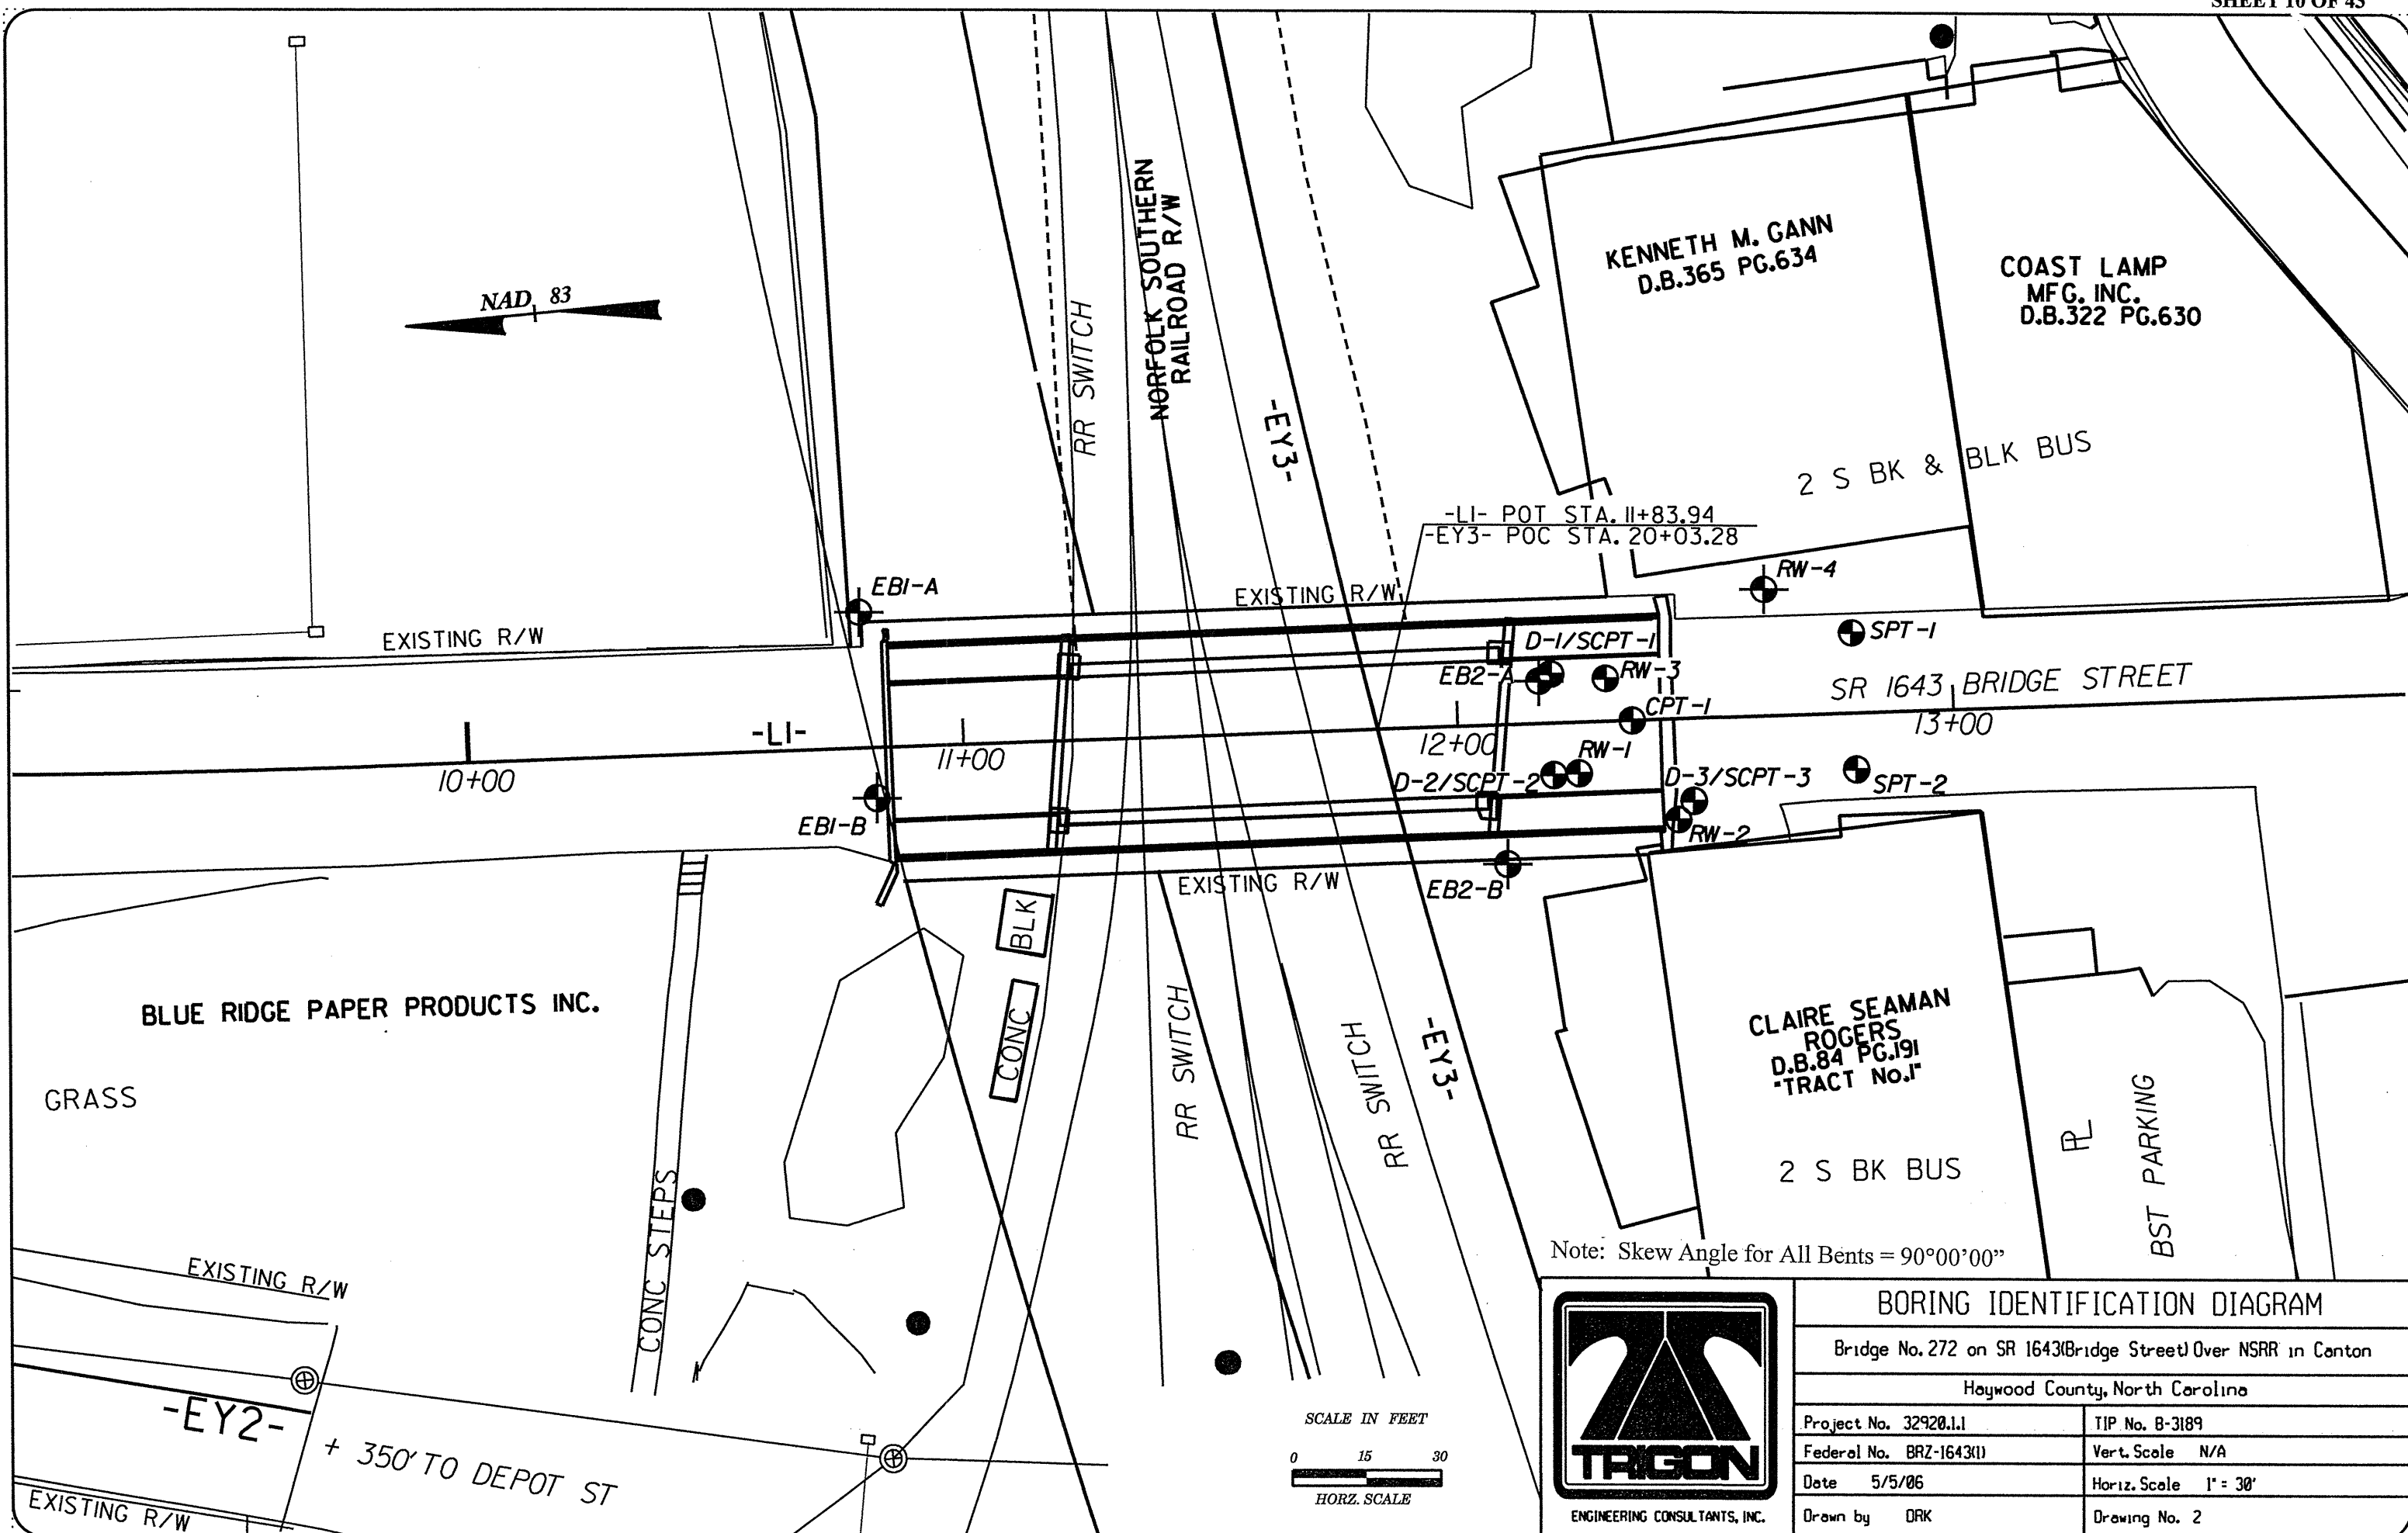 SHEET 10 OF 43
NAD 83
NORFOLK SOUTHERN
RAILROAD R/W
RR SWITCH
-EY3-
KENNETH M. GANN
D.B.365 PG.634
COAST LAMP
MFG. INC.
D.B.322 PG.630
2 S BK & BLK BUS
-L1- POT STA. 11+83.94
-EY3- POC STA. 20+03.28
EB1-A
EXISTING R/W
EXISTING R/W
RW-4
SPT-1
D-1/SCPT-1
EB2-A
RW-3
CPT-1
SR 1643 BRIDGE STREET
-L1-
10+00
11+00
12+00
13+00
RW-1
D-2/SCPT-2
D-3/SCPT-3
SPT-2
EB1-B
RW-2
EXISTING R/W
EB2-B
BLK
CONC
BLUE RIDGE PAPER PRODUCTS INC.
GRASS
CONC STEPS
RR SWITCH
RR SWITCH
-EY3-
CLAIRE SEAMAN
ROGERS
D.B.84 PG.191
"TRACT No.1"
2 S BK BUS
PL
BST PARKING
EXISTING R/W
-EY2-
+ 350' TO DEPOT ST
EXISTING R/W
SCALE IN FEET
0 15 30
HORZ. SCALE
Note: Skew Angle for All Bents = 90°00'00"
TRIGON
ENGINEERING CONSULTANTS, INC.
BORING IDENTIFICATION DIAGRAM
Bridge No. 272 on SR 1643(Bridge Street) Over NSRR in Canton
Haywood County, North Carolina
Project No. 32920.1.1
TIP No. B-3189
Federal No. BRZ-1643(1)
Vert. Scale N/A
Date 5/5/06
Horiz. Scale 1" = 30'
Drawn by DRK
Drawing No. 2